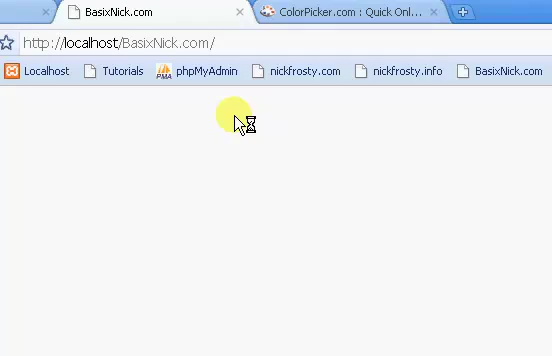 BasixNick.com ColorPicker.com : Quick Onl...
http://localhost/BasixNick.com/
Localhost Tutorials PMA phpMyAdmin nickfrosty.com nickfrosty.info BasixNick.com